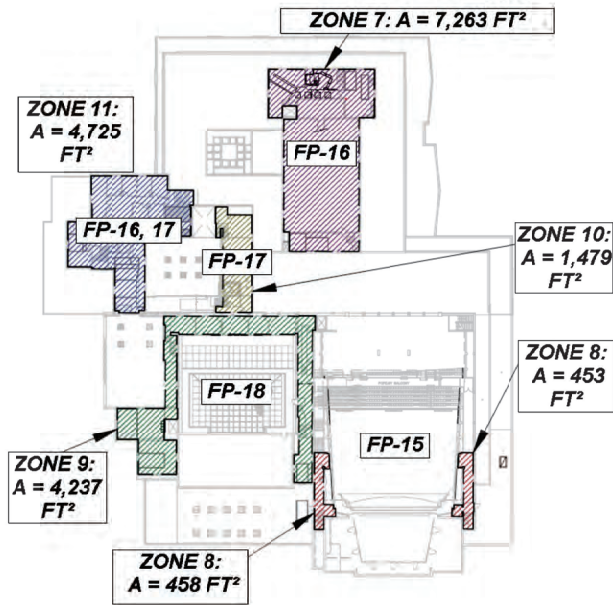 ZONE 7: A = 7,263 FT²
ZONE 11:
A = 4,725
FT²
FP-16
FP-16, 17
FP-17
ZONE 10:
A = 1,479
FT²
ZONE 8:
A = 453
FT²
FP-18
FP-15
ZONE 9:
A = 4,237
FT²
ZONE 8:
A = 458 FT²